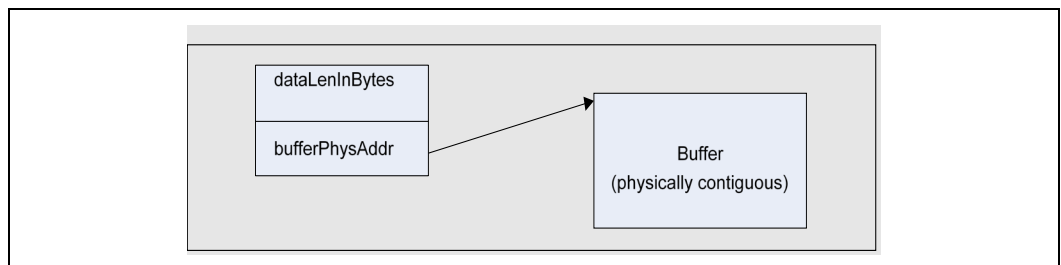 dataLenInBytes
bufferPhysAddr
Buffer
(physically contiguous)